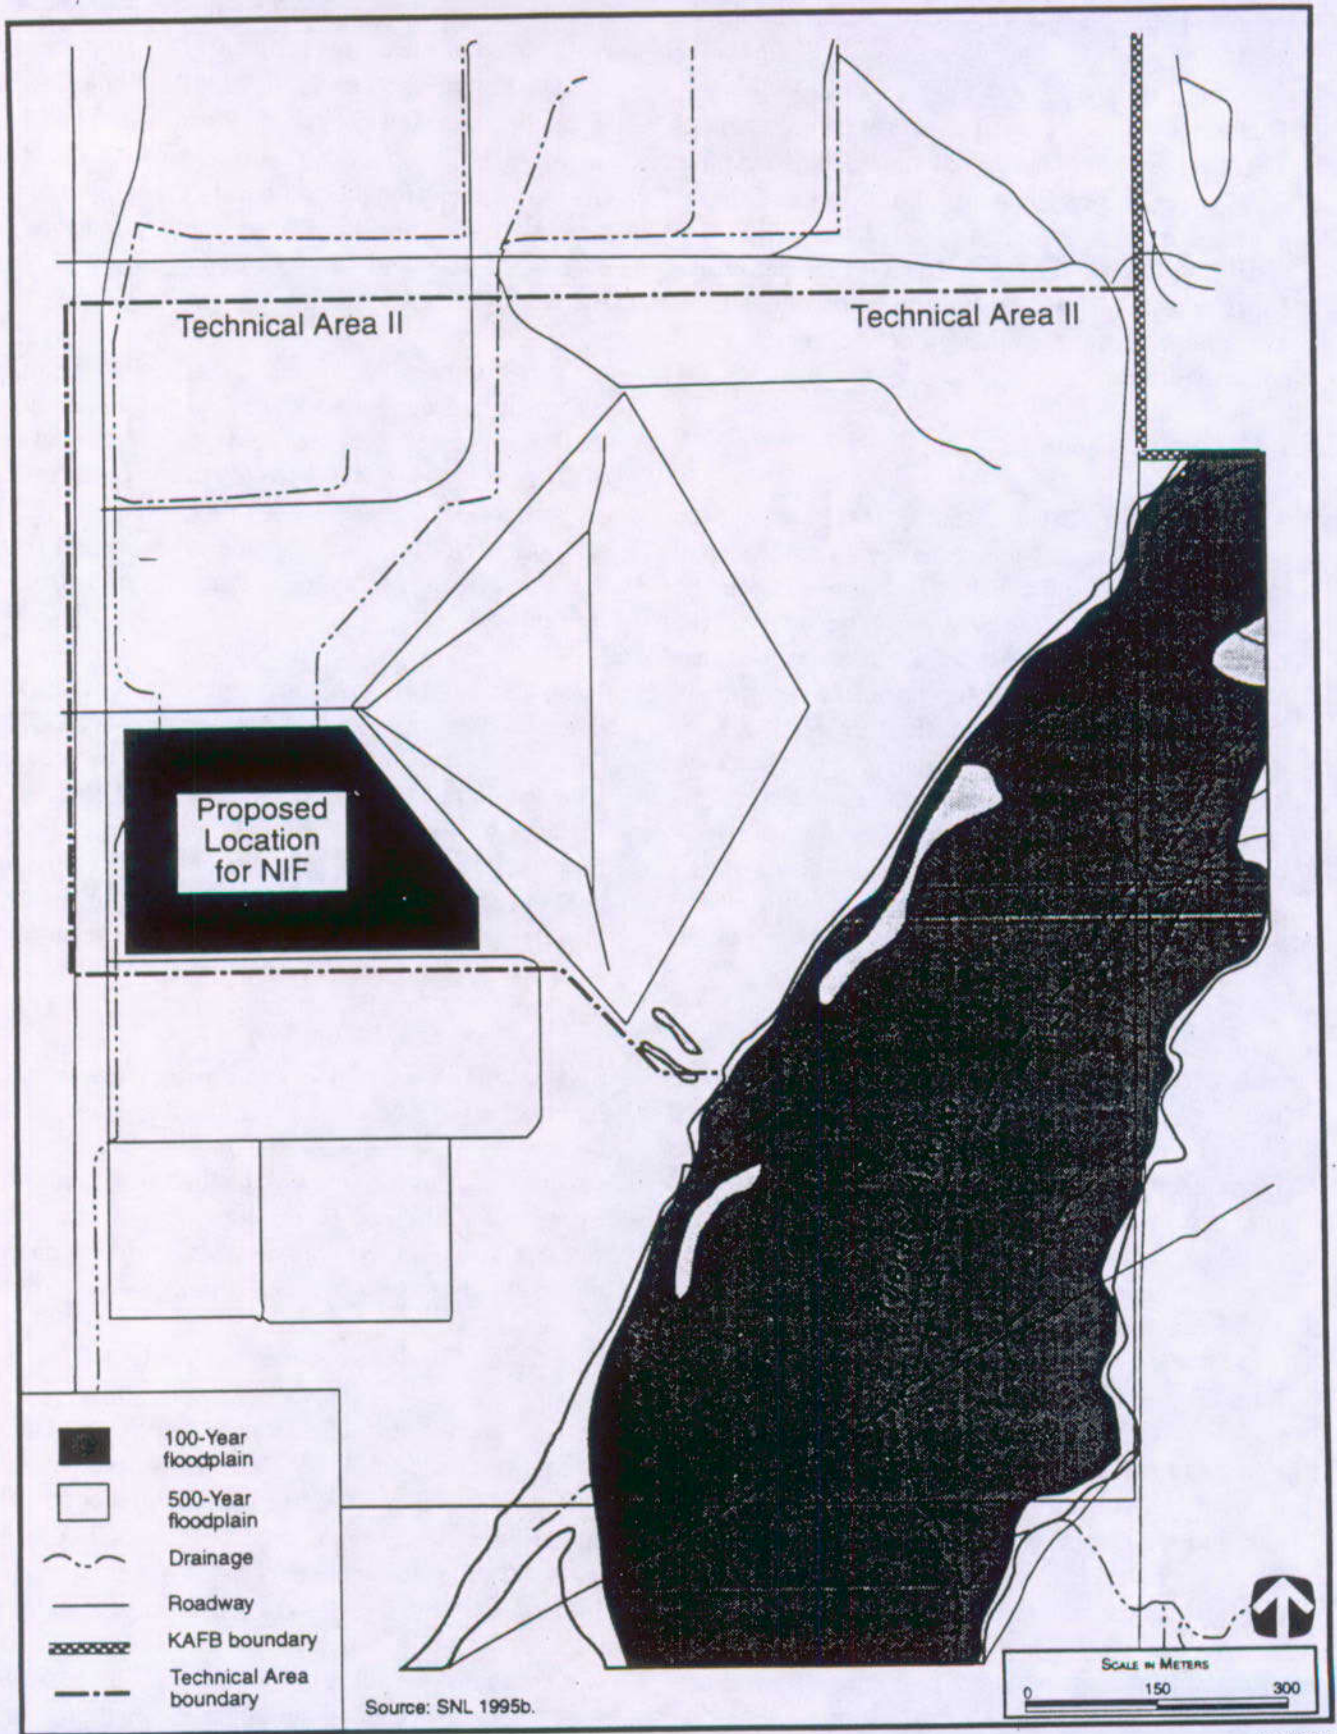 Technical Area II
Technical Area II
Proposed
Location
for NIF
100-Year
floodplain
500-Year
floodplain
Drainage
Roadway
KAFB boundary
Technical Area
boundary
Source: SNL 1995b.
SCALE IN METERS
0 150 300